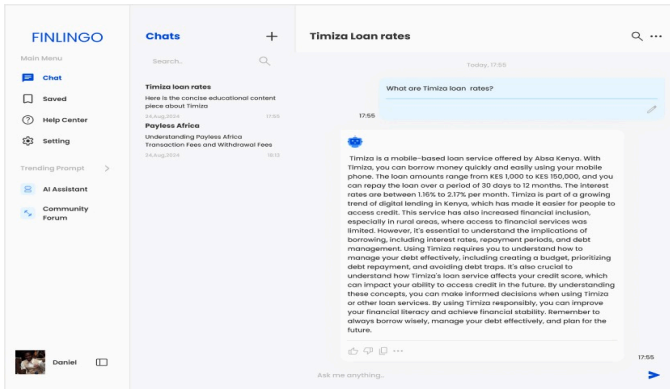 FINLINGO
Main Menu
Chat
Saved
Help Center
Setting
Trending Prompt
AI Assistant
Community
Forum
Daniel
Chats
Search..
Timiza loan rates
Here is the concise educational content
piece about Timiza
24,Aug,2024 17:55
Payless Africa
Understanding Payless Africa
Transaction Fees and Withdrawal Fees
24,Aug,2024
Timiza Loan rates
Today, 17:55
What are Timiza loan rates?
17:55
Timiza is a mobile-based loan service offered by Absa Kenya. With
Timiza, you can borrow money quickly and easily using your mobile
phone. The loan amounts range from KES 1,000 to KES 150,000, and you
can repay the loan over a period of 30 days to 12 months. The interest
rates are between 1.16% to 2.17% per month. Timiza is part of a growing
trend of digital lending in Kenya, which has made it easier for people to
access credit. This service has also increased financial inclusion,
especially in rural areas, where access to financial services was
limited. However, it's essential to understand the implications of
borrowing, including interest rates, repayment periods, and debt
management. Using Timiza requires you to understand how to
manage your debt effectively, including creating a budget, prioritizing
debt repayment, and avoiding debt traps. It's also crucial to
understand how Timiza's loan service affects your credit score, which
can impact your ability to access credit in the future. By understanding
these concepts, you can make informed decisions when using Timiza
or other loan services. By using Timiza responsibly, you can improve
your financial literacy and achieve financial stability. Remember to
always borrow wisely, manage your debt effectively, and plan for the
future.
17:55
Ask me anything..